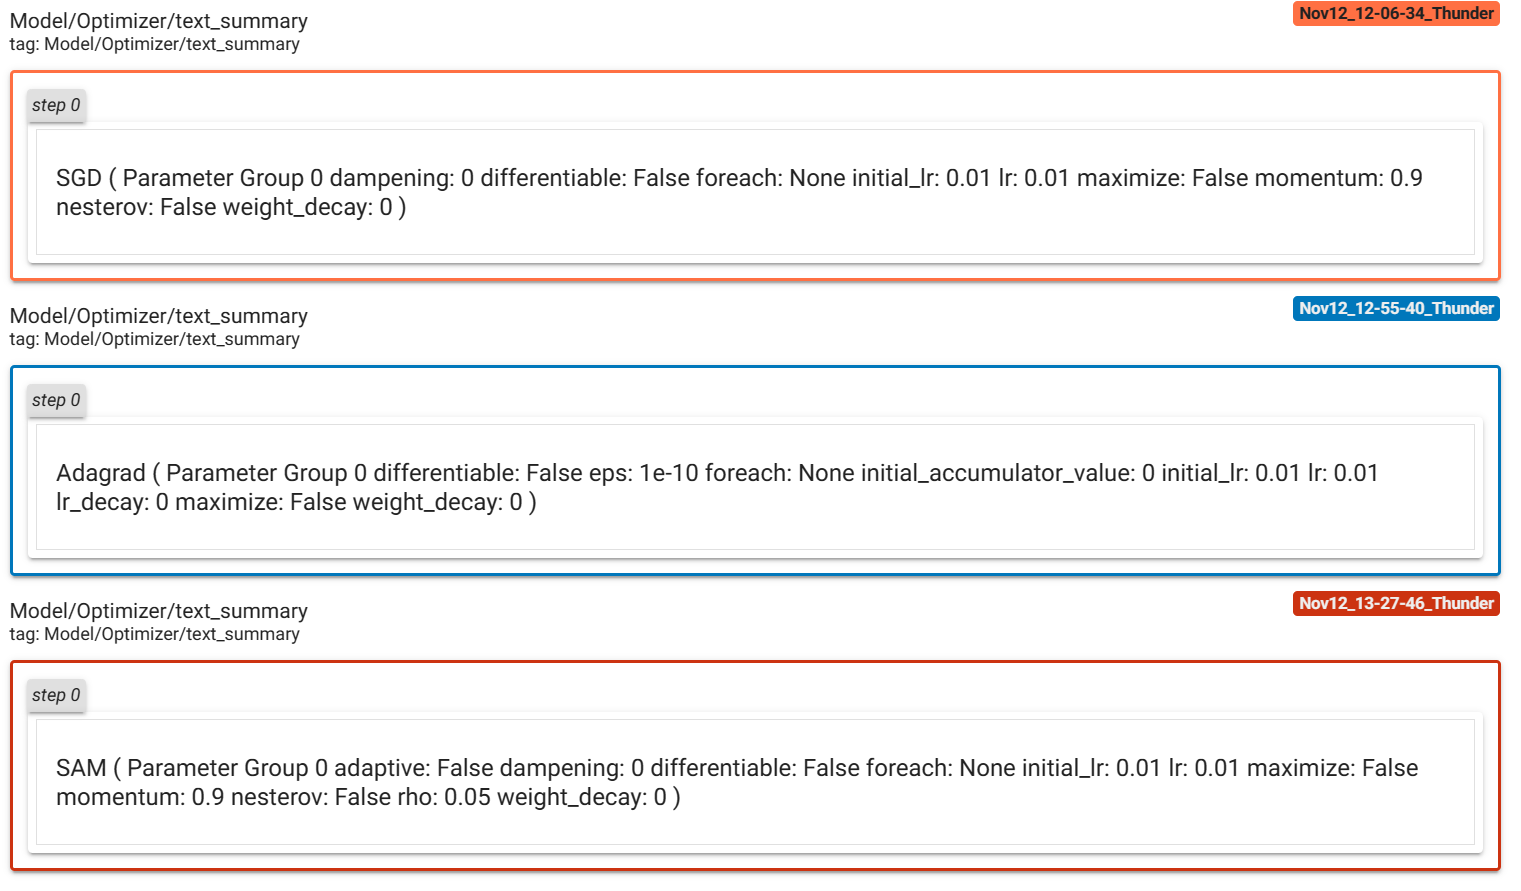 Model/Optimizer/text_summary
Nov12_12-06-34_Thunder
tag: Model/Optimizer/text_summary
step 0
SGD ( Parameter Group 0 dampening: 0 differentiable: False foreach: None initial_lr: 0.01 lr: 0.01 maximize: False momentum: 0.9
nesterov: False weight_decay: 0 )
Model/Optimizer/text_summary
Nov12_12-55-40_Thunder
tag: Model/Optimizer/text_summary
step 0
Adagrad ( Parameter Group 0 differentiable: False eps: 1e-10 foreach: None initial_accumulator_value: 0 initial_lr: 0.01 lr: 0.01
lr_decay: 0 maximize: False weight_decay: 0 )
Model/Optimizer/text_summary
Nov12_13-27-46_Thunder
tag: Model/Optimizer/text_summary
step 0
SAM ( Parameter Group 0 adaptive: False dampening: 0 differentiable: False foreach: None initial_lr: 0.01 lr: 0.01 maximize: False
momentum: 0.9 nesterov: False rho: 0.05 weight_decay: 0 )